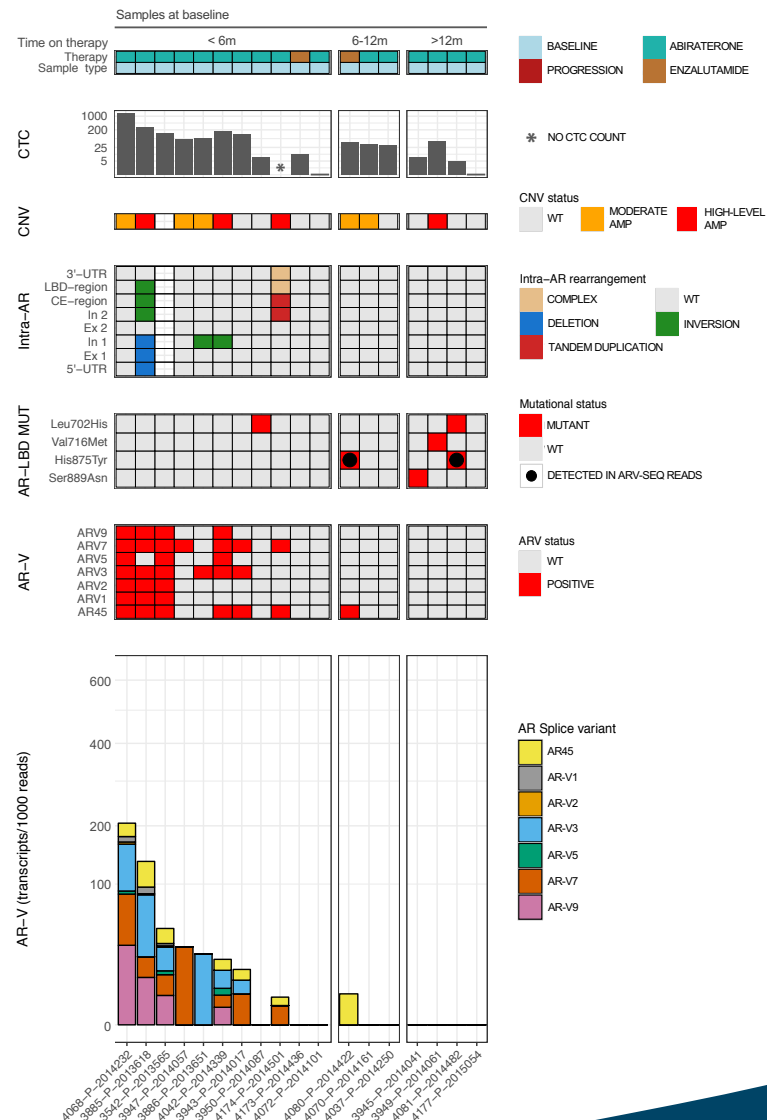 Samples at baseline
Time on therapy < 6m 6-12m >12m
Therapy
Sample type
BASELINE ABIRATERONE
PROGRESSION ENZALUTAMIDE
CTC
1000
200
25
5
*
* NO CTC COUNT
CNV
CNV status
WT MODERATE AMP HIGH-LEVEL AMP
Intra-AR
3'-UTR
LBD-region
CE-region
In 2
Ex 2
In 1
Ex 1
5'-UTR
Intra-AR rearrangement
COMPLEX WT
DELETION INVERSION
TANDEM DUPLICATION
AR-LBD MUT
Leu702His
Val716Met
His875Tyr
Ser889Asn
Mutational status
MUTANT
WT
DETECTED IN ARV-SEQ READS
AR-V
ARV9
ARV7
ARV5
ARV3
ARV2
ARV1
AR45
ARV status
WT
POSITIVE
AR-V (transcripts/1000 reads)
600
400
200
100
0
AR Splice variant
AR45
AR-V1
AR-V2
AR-V3
AR-V5
AR-V7
AR-V9
4068-P-2014232
3885-P-2013618
3542-P-2013565
3947-P-2014057
3886-P-2013651
4042-P-2014339
3943-P-2014017
3950-P-2014087
4174-P-2014501
4173-P-2014436
4072-P-2014101
4080-P-2014422
4070-P-2014161
4037-P-2014250
3945-P-2014041
3949-P-2014061
4081-P-2014482
4177-P-2015054